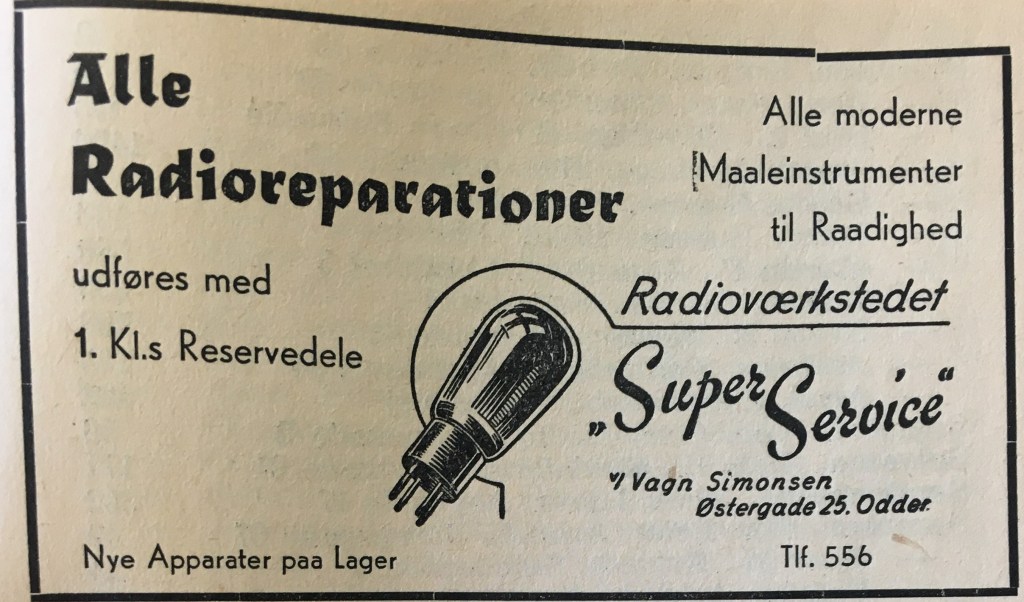 Alle
Radioreparationer
udføres med
1. Kl.s Reservedele
Alle moderne
Maaleinstrumenter
til Raadighed
Radioværkstedet
„Super Service“
v/ Vagn Simonsen
Østergade 25. Odder.
Nye Apparater paa Lager
Tlf. 556